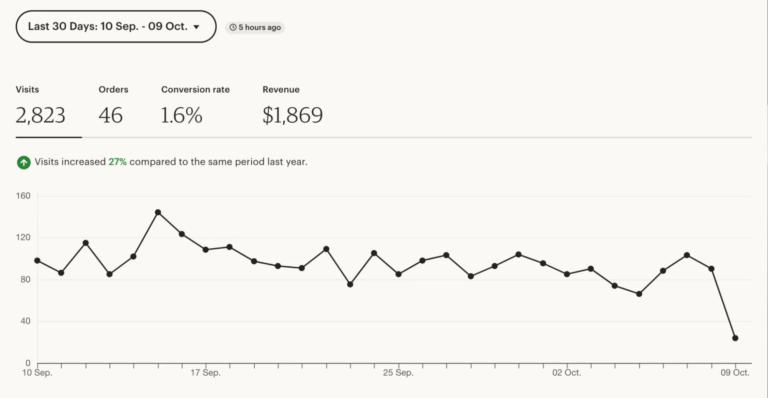 Last 30 Days: 10 Sep. - 09 Oct.
5 hours ago
Visits Orders Conversion rate Revenue
2,823 46 1.6% $1,869
Visits increased 27% compared to the same period last year.
160
120
80
40
0
10 Sep. 17 Sep. 25 Sep. 02 Oct. 09 Oct.